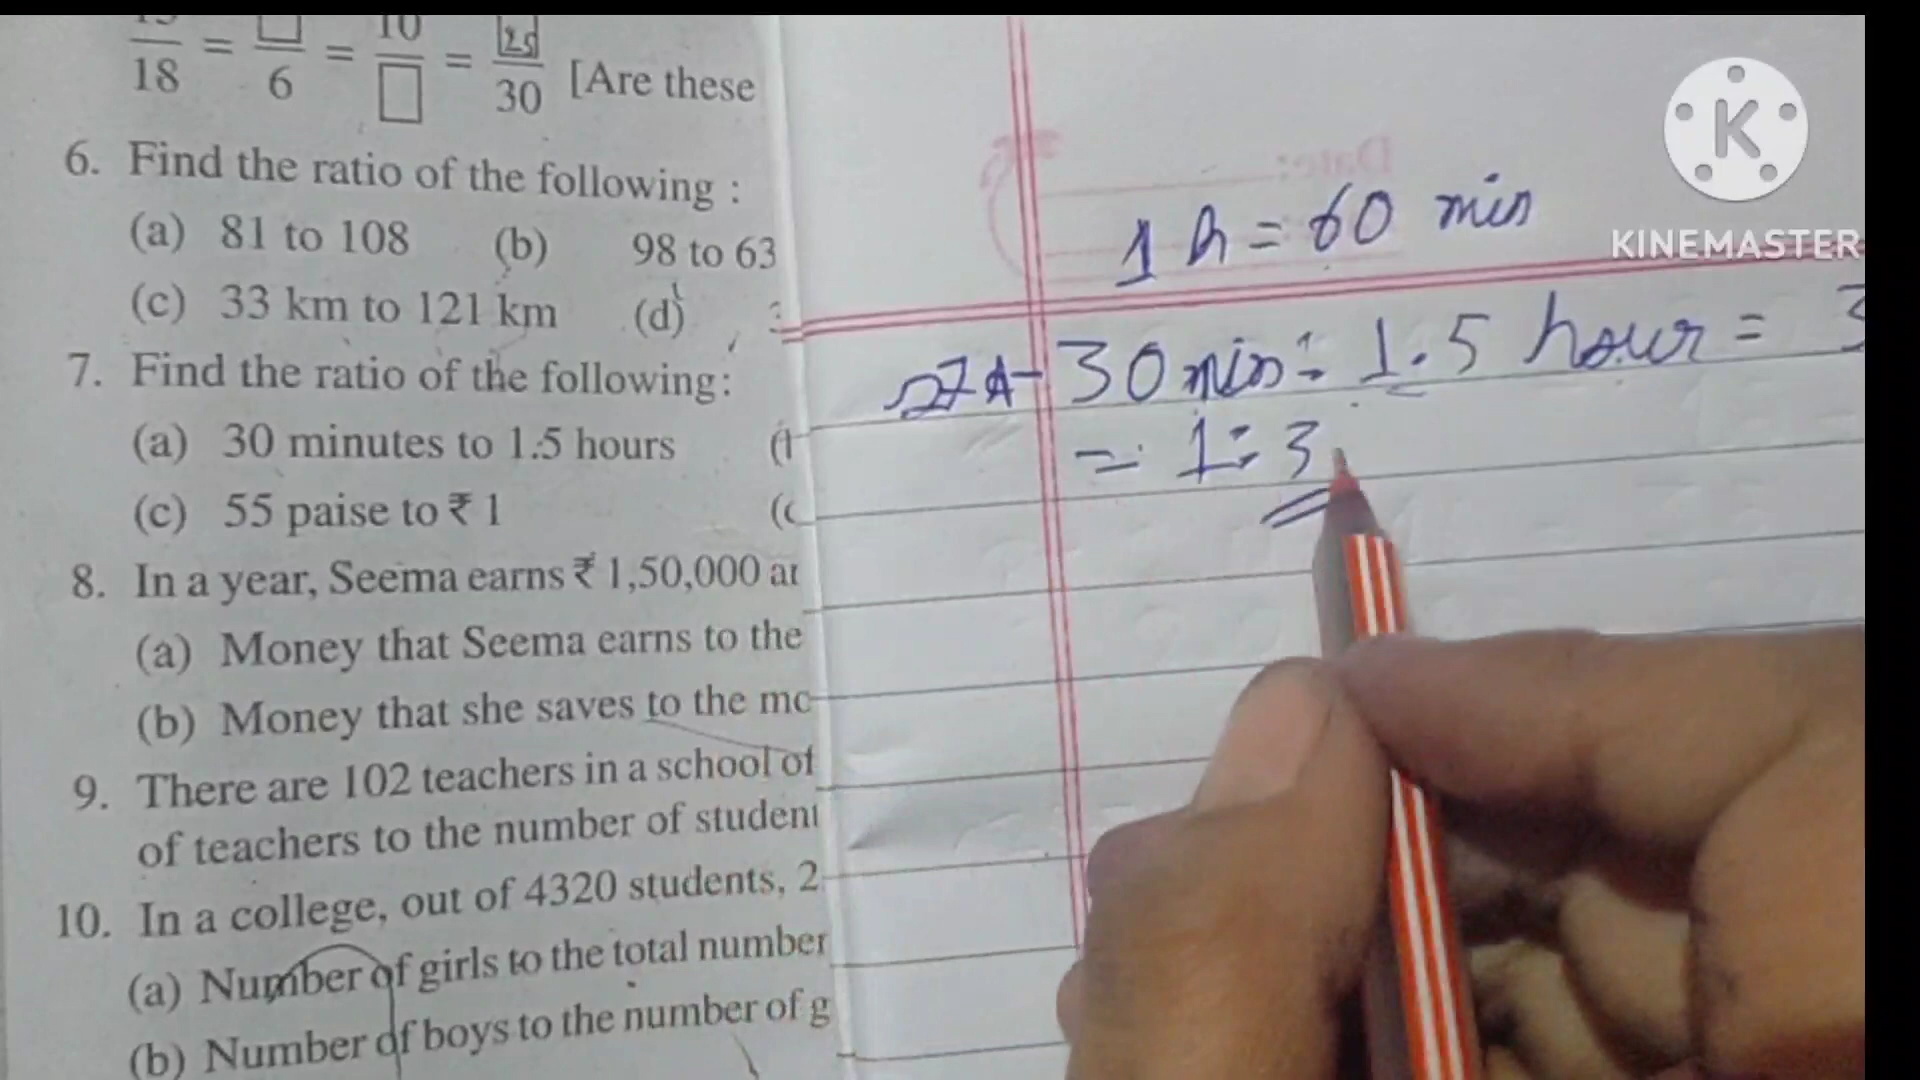 18 = 6 = 10 = 25
30 [Are these
6. Find the ratio of the following :
(a) 81 to 108 (b) 98 to 63
(c) 33 km to 121 km (d)
7. Find the ratio of the following:
(a) 30 minutes to 1.5 hours
(c) 55 paise to ₹ 1
8. In a year, Seema earns ₹ 1,50,000
(a) Money that Seema earns to the
(b) Money that she saves to the
9. There are 102 teachers in a school of
of teachers to the number of student
10. In a college, out of 4320 students, 2
(a) Number of girls to the total number
(b) Number of boys to the number of g
Date:
1 h = 60 min
30 min : 1.5 hour = 3
= 1 : 3
K
KINEMASTER